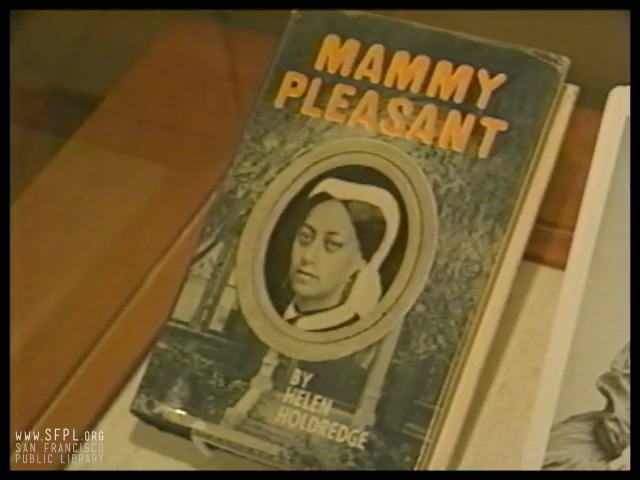 MAMMY
PLEASANT
BY
HELEN
HOLDREDGE
WWW.SFPL.ORG
SAN FRANCISCO
PUBLIC LIBRARY